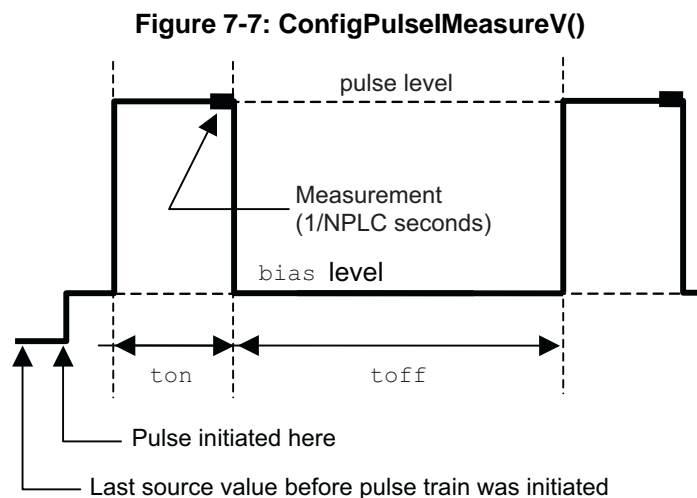 Figure 7-7: ConfigPulseIMeasureV()
pulse level
Measurement
(1/NPLC seconds)
bias level
ton
toff
Pulse initiated here
Last source value before pulse train was initiated